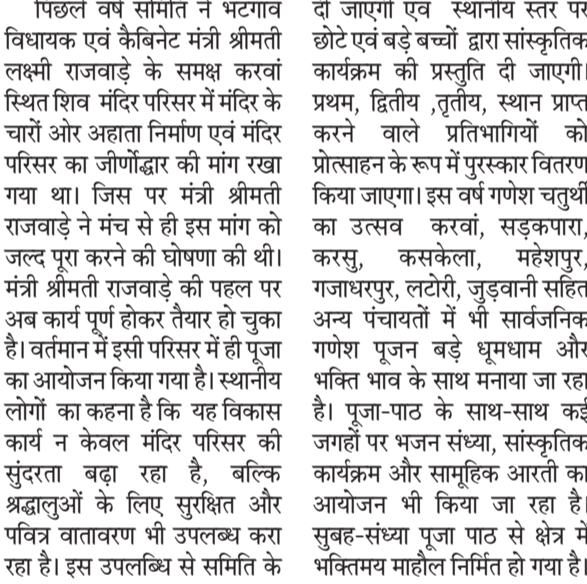 पिछले वर्ष समिति ने भटगांव
विधायक एवं कैबिनेट मंत्री श्रीमती
लक्ष्मी राजवाड़े के समक्ष करवां
स्थित शिव मंदिर परिसर में मंदिर के
चारों ओर अहाता निर्माण एवं मंदिर
परिसर का जीर्णोद्धार की मांग रखा
गया था। जिस पर मंत्री श्रीमती
राजवाड़े ने मंच से ही इस मांग को
जल्द पूरा करने की घोषणा की थी।
मंत्री श्रीमती राजवाड़े की पहल पर
अब कार्य पूर्ण होकर तैयार हो चुका
है। वर्तमान में इसी परिसर में ही पूजा
का आयोजन किया गया है। स्थानीय
लोगों का कहना है कि यह विकास
कार्य न केवल मंदिर परिसर की
सुंदरता बढ़ा रहा है, बल्कि
श्रद्धालुओं के लिए सुरक्षित और
पवित्र वातावरण भी उपलब्ध करा
रहा है। इस उपलब्धि से समिति के
दी जाएगी एवं स्थानीय स्तर पर
छोटे एवं बड़े बच्चों द्वारा सांस्कृतिक
कार्यक्रम की प्रस्तुति दी जाएगी।
प्रथम, द्वितीय ,तृतीय, स्थान प्राप्त
करने वाले प्रतिभागियों को
प्रोत्साहन के रूप में पुरस्कार वितरण
किया जाएगा। इस वर्ष गणेश चतुर्थी
का उत्सव करवां, सड़कपारा,
करसु, कसकेला, महेशपुर,
गजाधरपुर, लटोरी, जुड़वानी सहित
अन्य पंचायतों में भी सार्वजनिक
गणेश पूजन बड़े धूमधाम और
भक्ति भाव के साथ मनाया जा रहा
है। पूजा-पाठ के साथ-साथ कई
जगहों पर भजन संध्या, सांस्कृतिक
कार्यक्रम और सामूहिक आरती का
आयोजन भी किया जा रहा है।
सुबह-संध्या पूजा पाठ से क्षेत्र में
भक्तिमय माहौल निर्मित हो गया है।